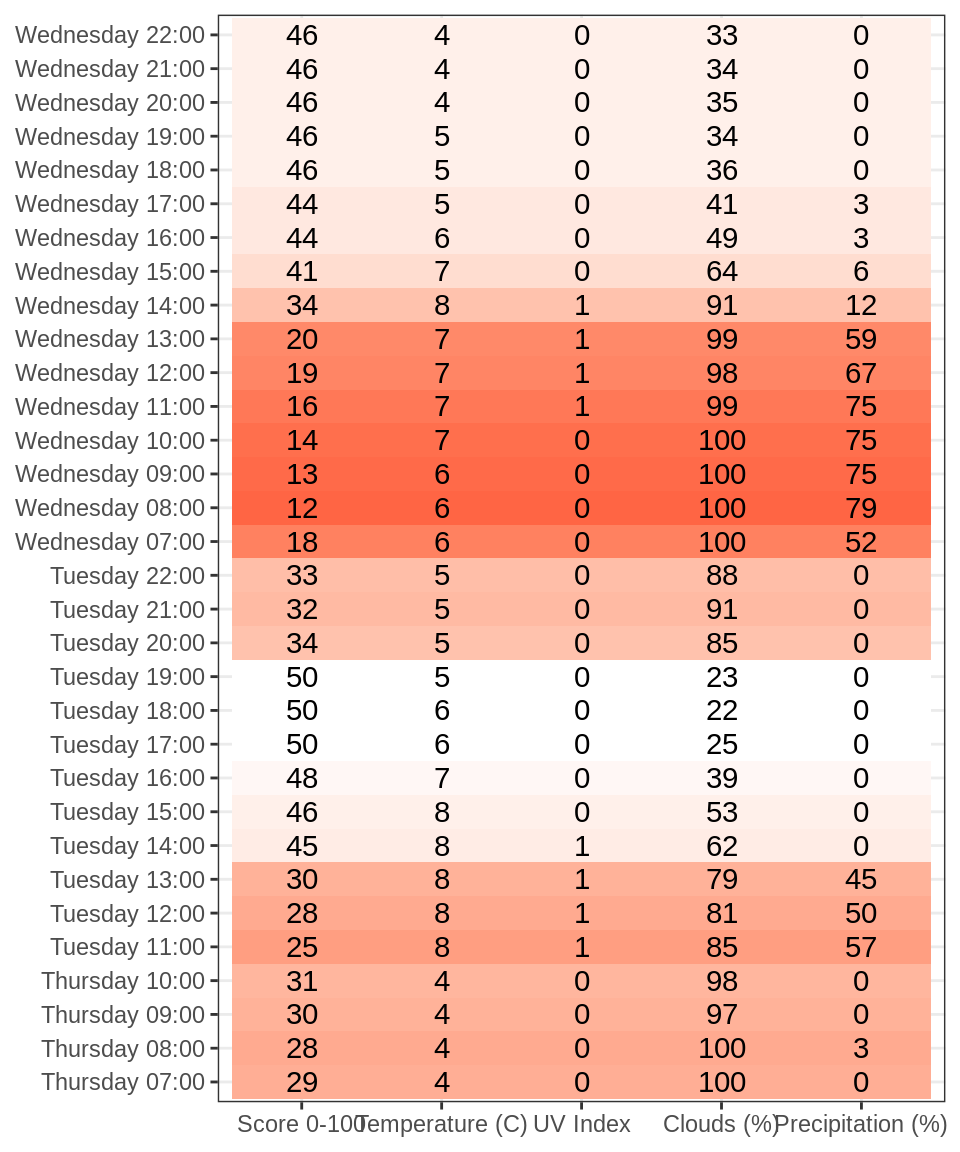 Wednesday 22:00 46 4 0 33 0
Wednesday 21:00 46 4 0 34 0
Wednesday 20:00 46 4 0 35 0
Wednesday 19:00 46 5 0 34 0
Wednesday 18:00 46 5 0 36 0
Wednesday 17:00 44 5 0 41 3
Wednesday 16:00 44 6 0 49 3
Wednesday 15:00 41 7 0 64 6
Wednesday 14:00 34 8 1 91 12
Wednesday 13:00 20 7 1 99 59
Wednesday 12:00 19 7 1 98 67
Wednesday 11:00 16 7 1 99 75
Wednesday 10:00 14 7 0 100 75
Wednesday 09:00 13 6 0 100 75
Wednesday 08:00 12 6 0 100 79
Wednesday 07:00 18 6 0 100 52
Tuesday 22:00 33 5 0 88 0
Tuesday 21:00 32 5 0 91 0
Tuesday 20:00 34 5 0 85 0
Tuesday 19:00 50 5 0 23 0
Tuesday 18:00 50 6 0 22 0
Tuesday 17:00 50 6 0 25 0
Tuesday 16:00 48 7 0 39 0
Tuesday 15:00 46 8 0 53 0
Tuesday 14:00 45 8 1 62 0
Tuesday 13:00 30 8 1 79 45
Tuesday 12:00 28 8 1 81 50
Tuesday 11:00 25 8 1 85 57
Thursday 10:00 31 4 0 98 0
Thursday 09:00 30 4 0 97 0
Thursday 08:00 28 4 0 100 3
Thursday 07:00 29 4 0 100 0
Score 0-100 Temperature (C) UV Index Clouds (%) Precipitation (%)